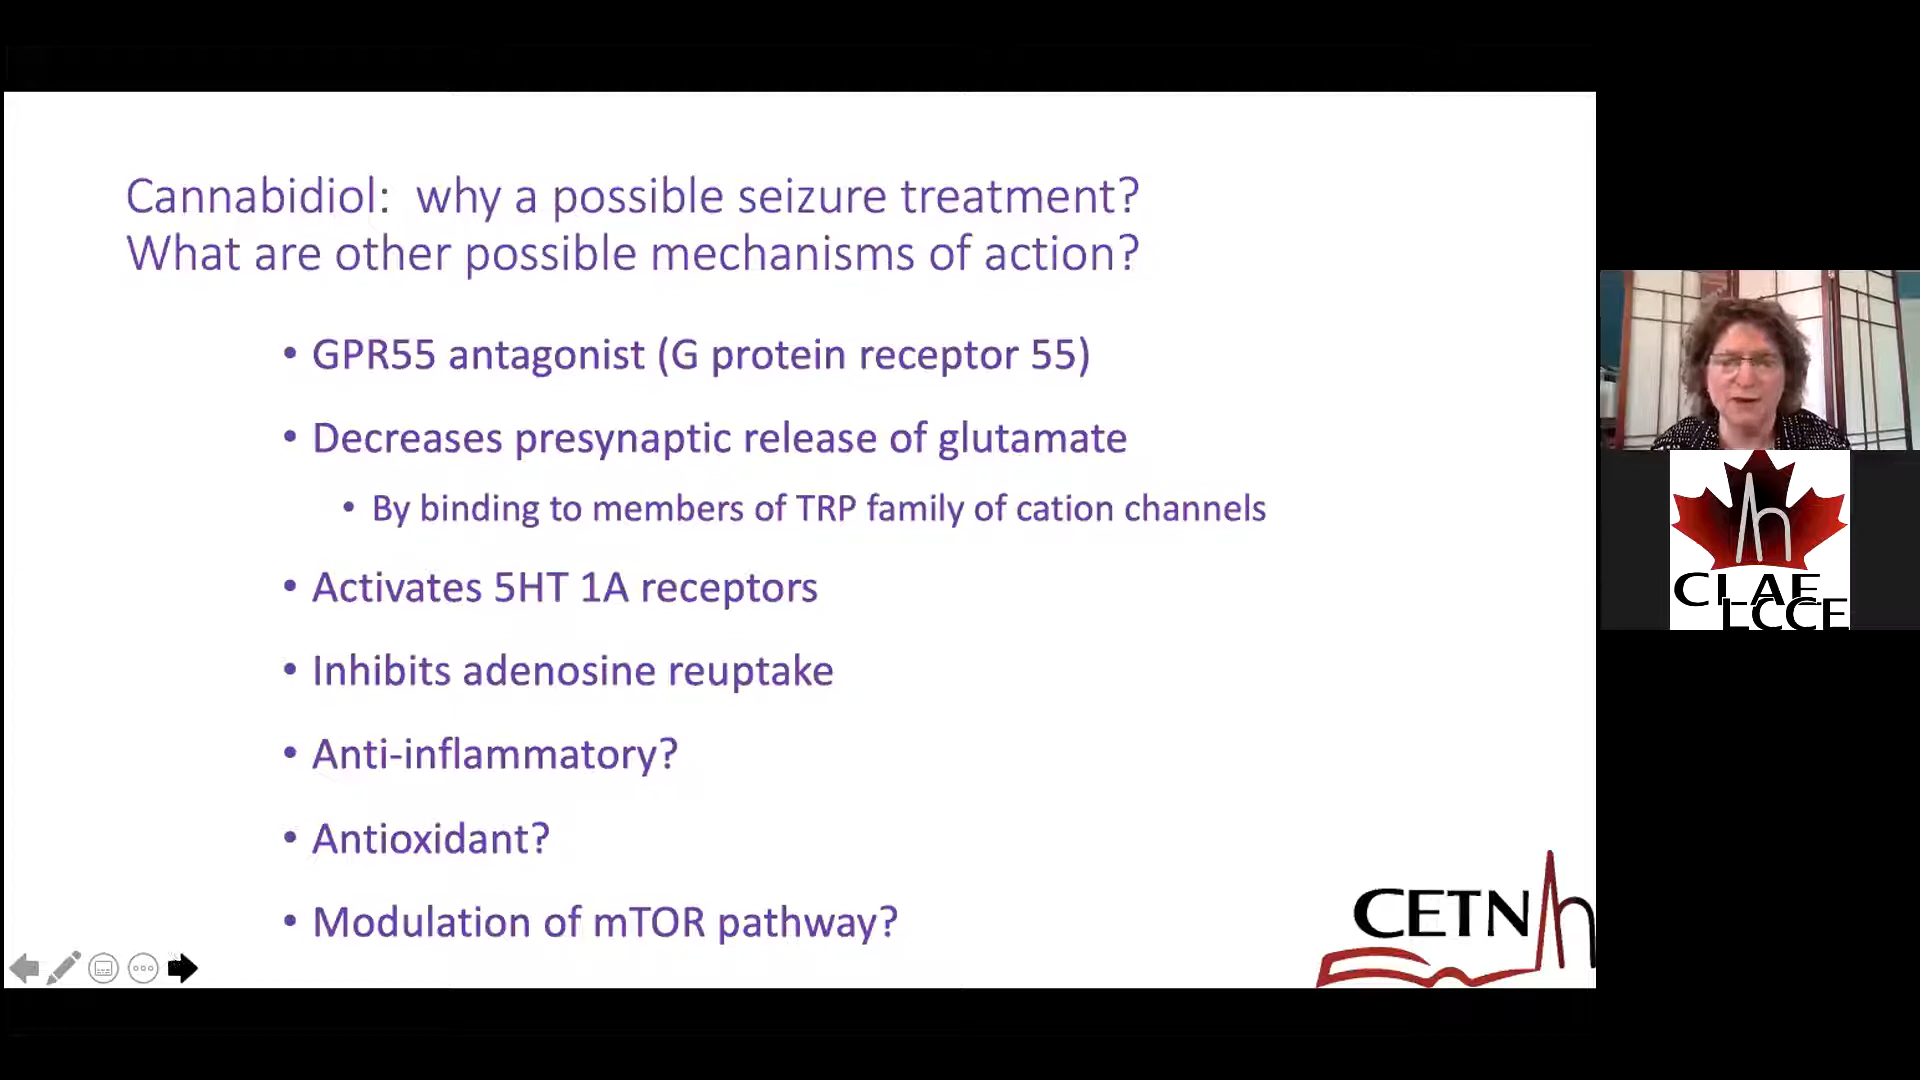 Cannabidiol: why a possible seizure treatment?
What are other possible mechanisms of action?
• GPR55 antagonist (G protein receptor 55)
• Decreases presynaptic release of glutamate
• By binding to members of TRP family of cation channels
• Activates 5HT 1A receptors
• Inhibits adenosine reuptake
• Anti-inflammatory?
• Antioxidant?
• Modulation of mTOR pathway?
CETN
CLAE
LCCE